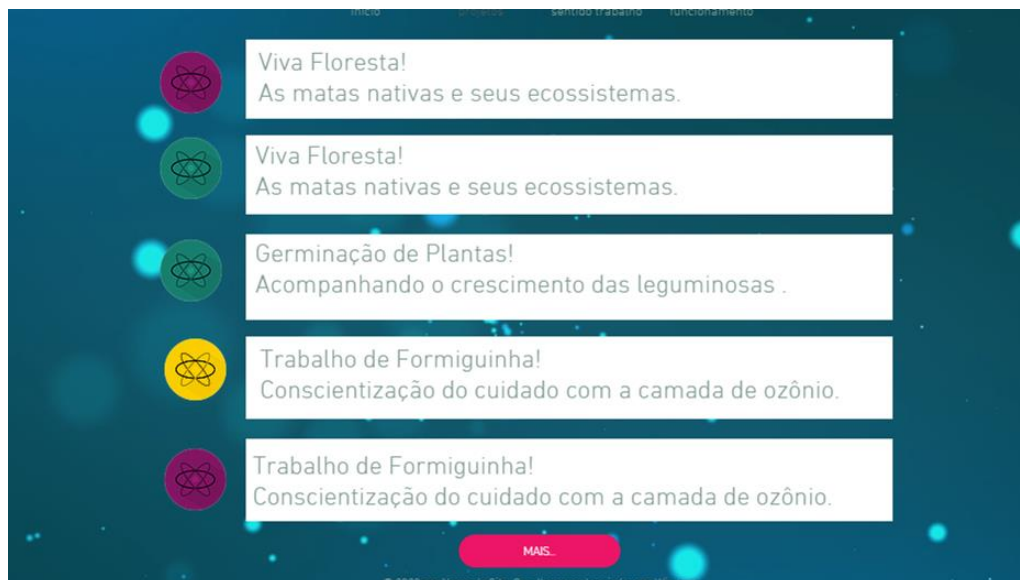 início projetos sentido trabalho funcionamento
Viva Floresta!
As matas nativas e seus ecossistemas.
Viva Floresta!
As matas nativas e seus ecossistemas.
Germinação de Plantas!
Acompanhando o crescimento das leguminosas .
Trabalho de Formiguinha!
Conscientização do cuidado com a camada de ozônio.
Trabalho de Formiguinha!
Conscientização do cuidado com a camada de ozônio.
MAIS...